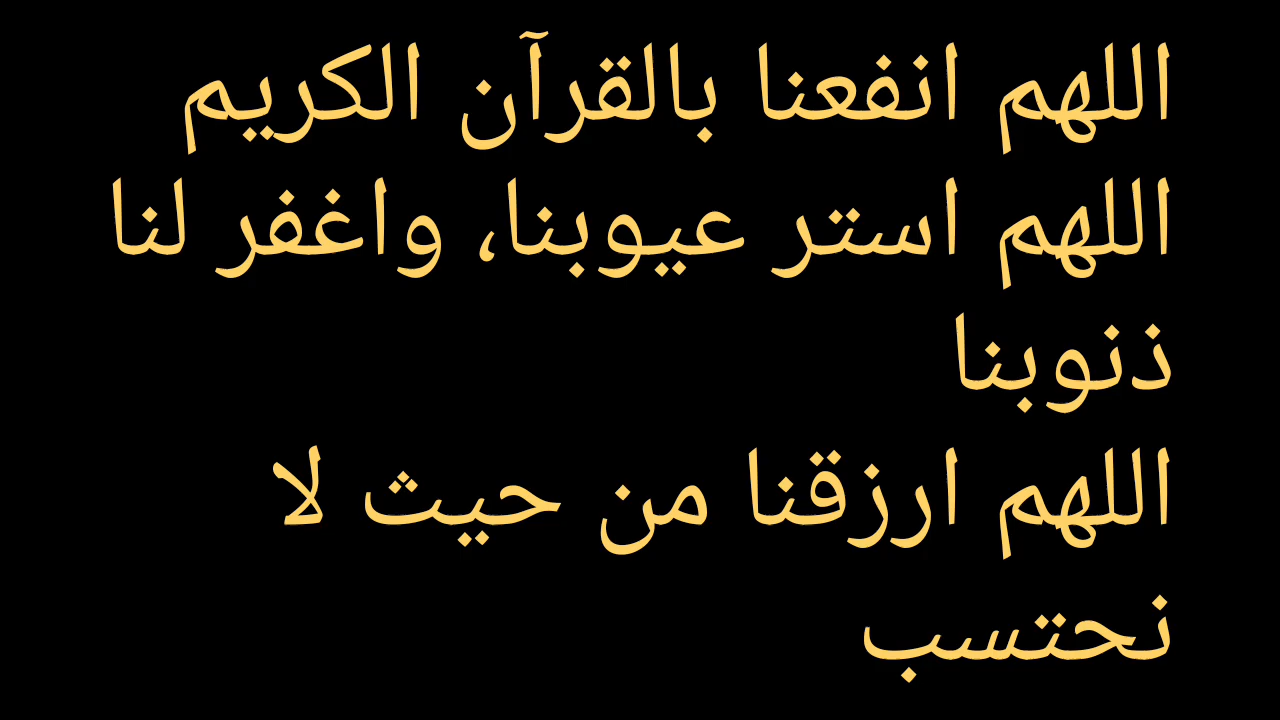 اللهم انفعنا بالقرآن الكريم
اللهم استر عيوبنا، واغفر لنا
ذنوبنا
اللهم ارزقنا من حيث لا
نحتسب